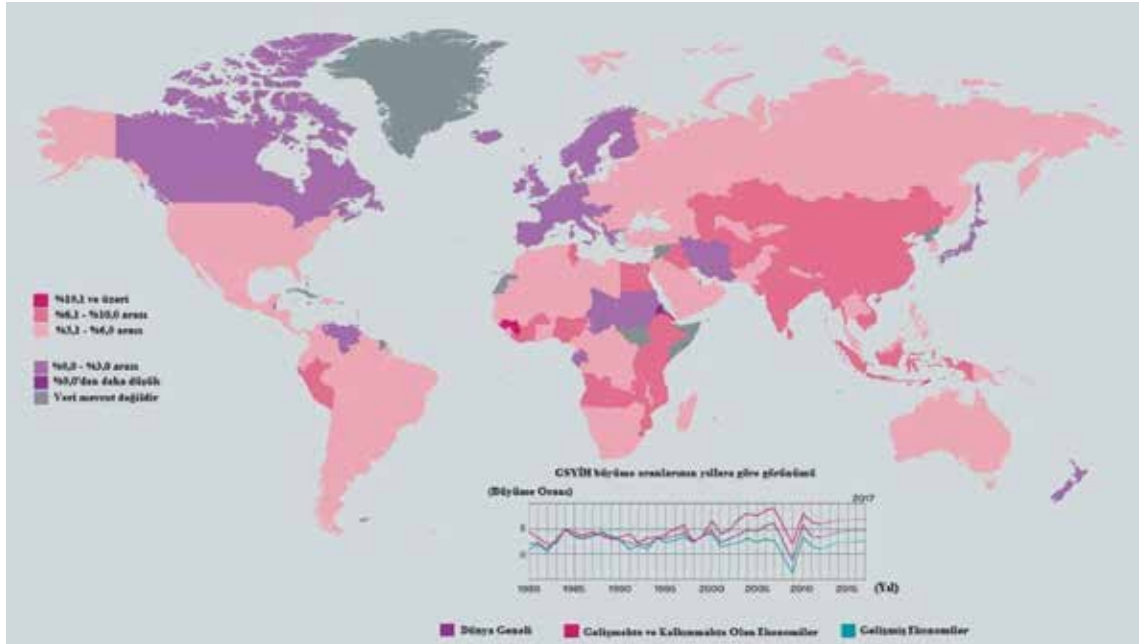 %10,1 ve üzeri
%6,1 - %10,0 arası
%3,1 - %6,0 arası
%0,0 - %3,0 arası
%0,0'dan daha düşük
Veri mevcut değildir
GSYİH büyüme oranlarının yıllara göre görünümü
(Büyüme Oranı)
2017
5
0
1980 1985 1990 1995 2000 2005 2010 2015 (Yıl)
Dünya Geneli Gelişmekte ve Kalkınmakta Olan Ekonomiler Gelişmiş Ekonomiler